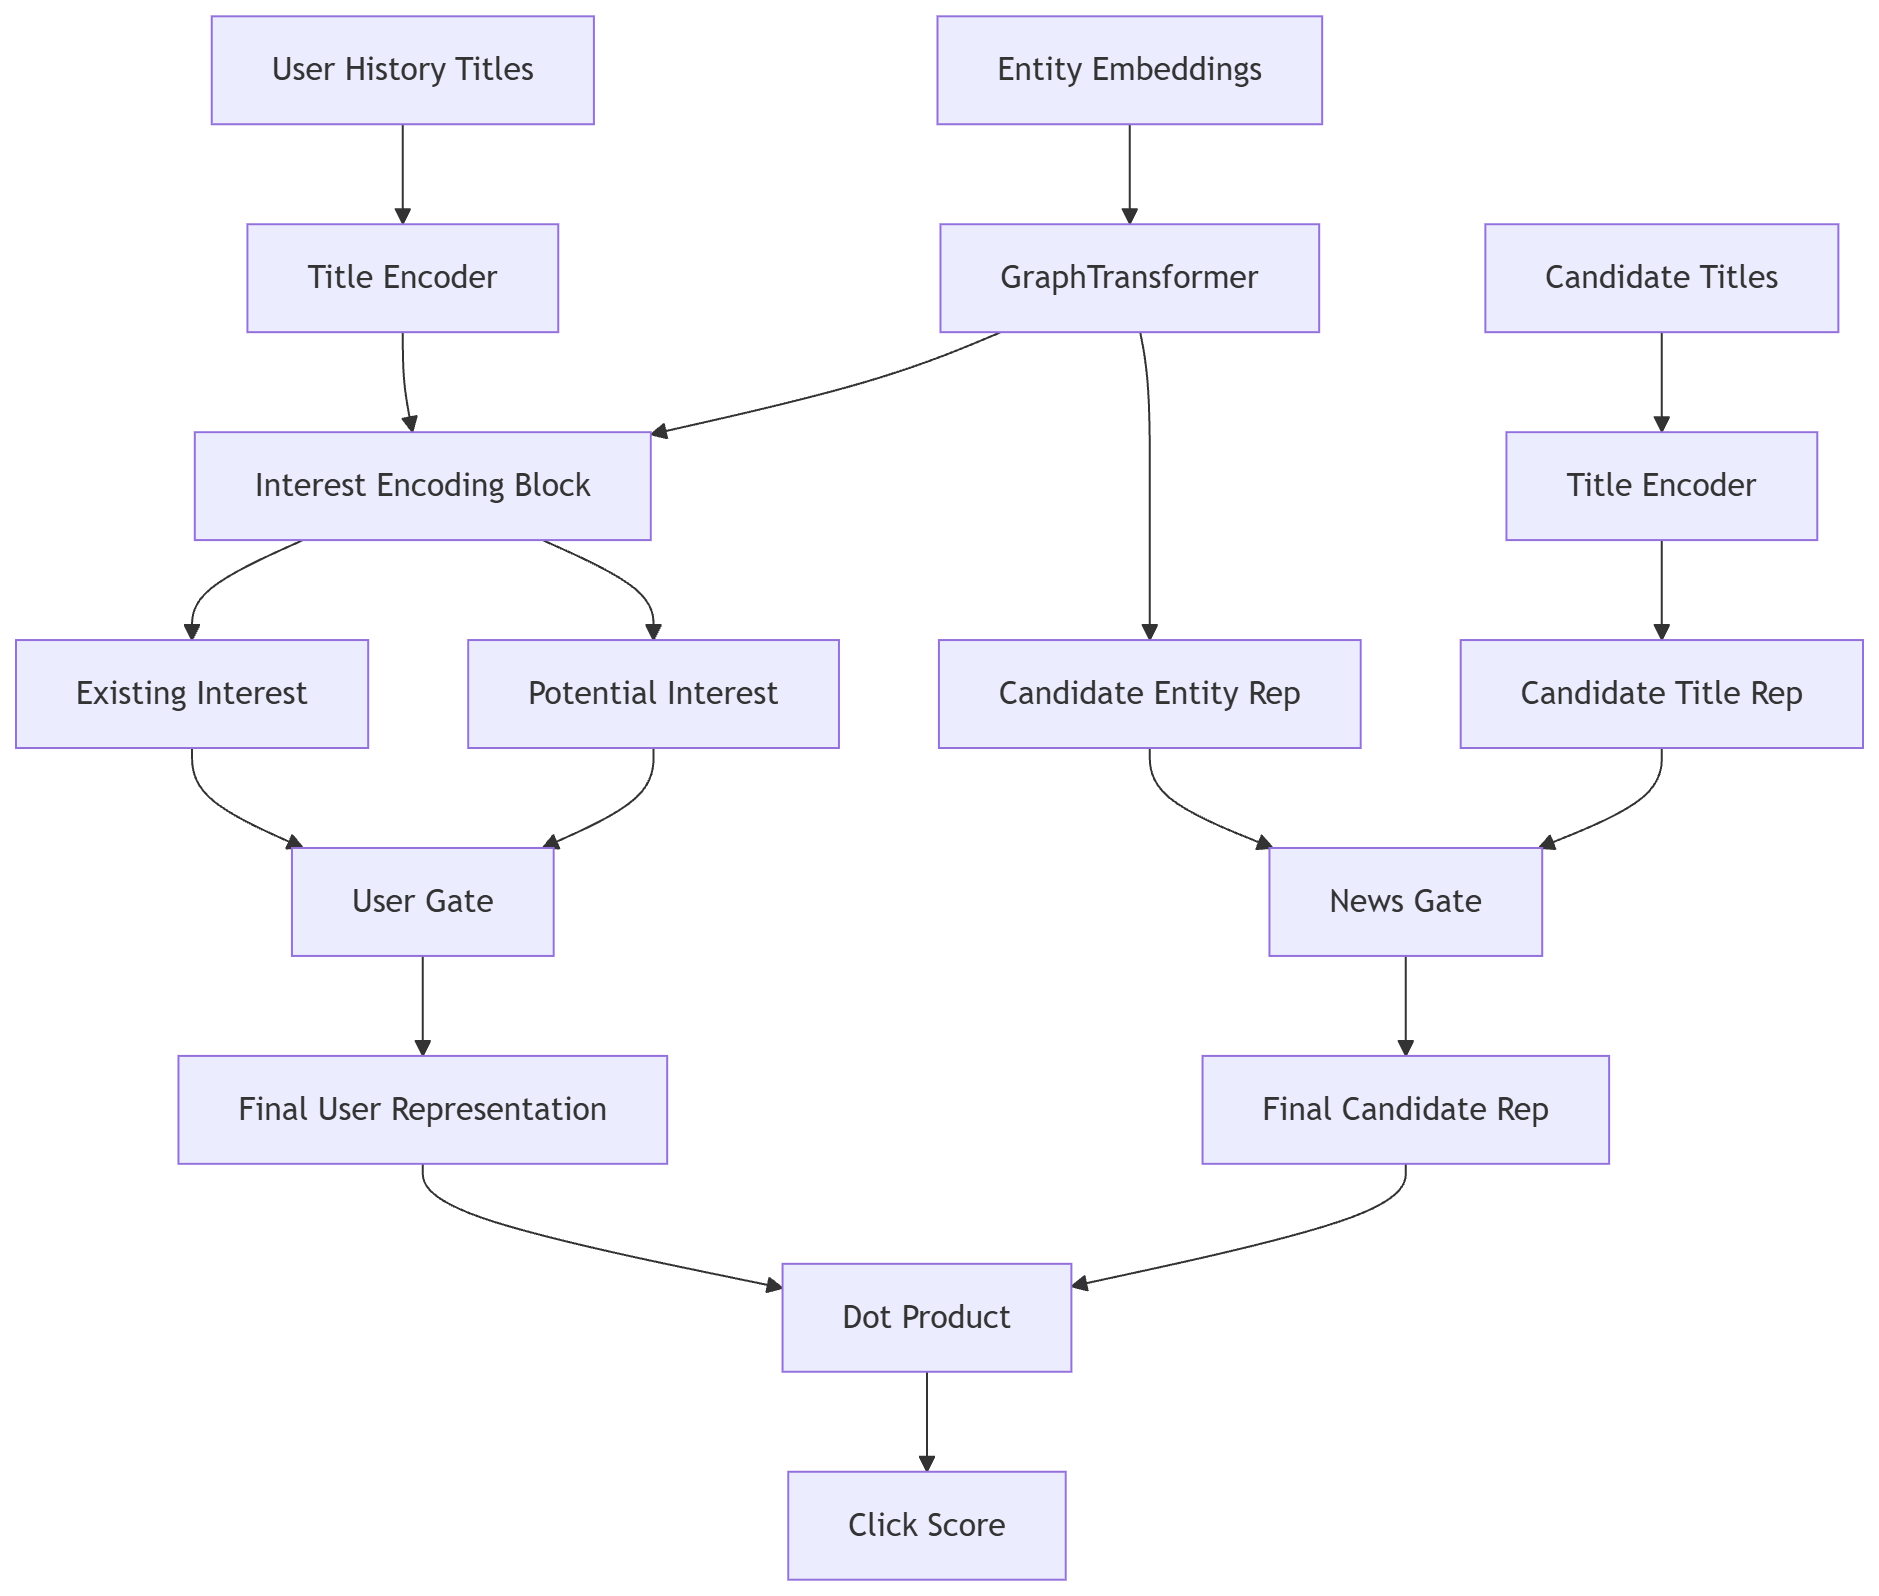 User History Titles
Entity Embeddings
Title Encoder
GraphTransformer
Candidate Titles
Interest Encoding Block
Title Encoder
Existing Interest
Potential Interest
Candidate Entity Rep
Candidate Title Rep
User Gate
News Gate
Final User Representation
Final Candidate Rep
Dot Product
Click Score